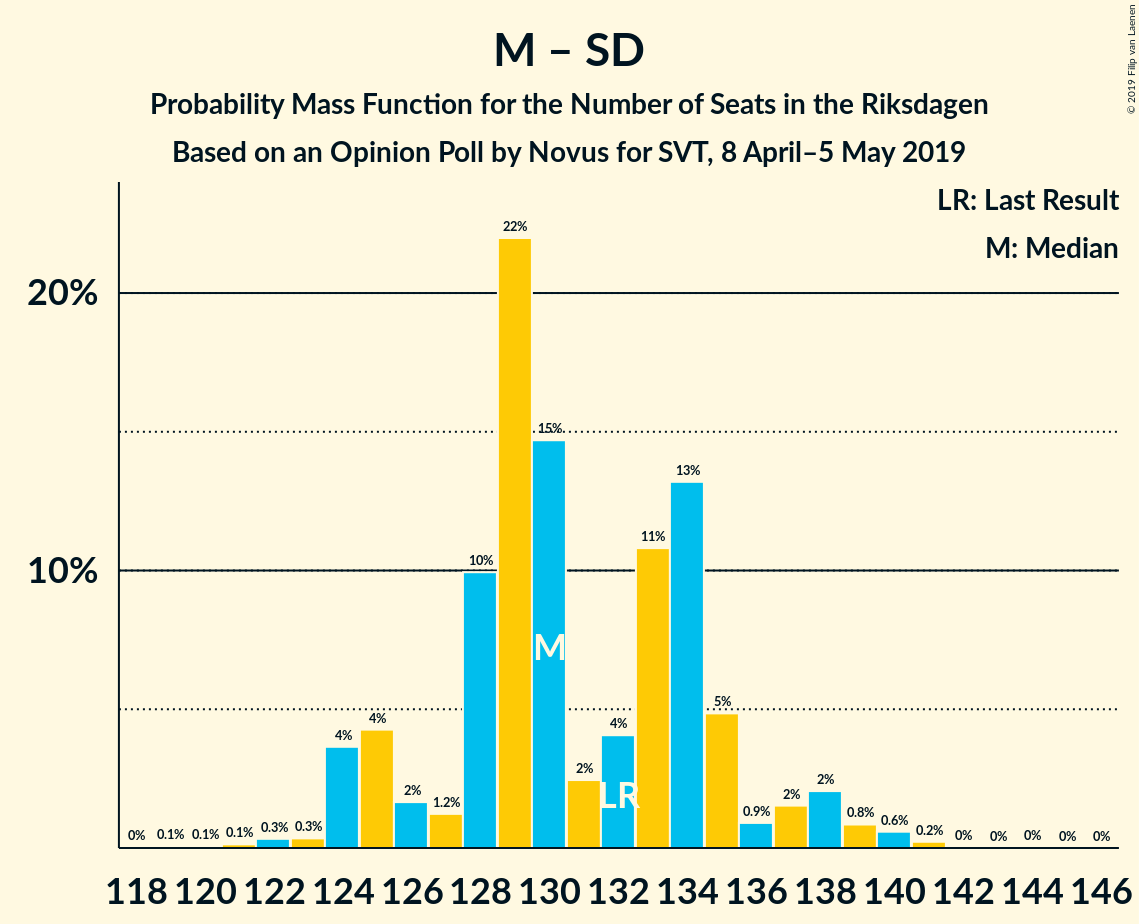 M – SD
Probability Mass Function for the Number of Seats in the Riksdagen
Based on an Opinion Poll by Novus for SVT, 8 April–5 May 2019
© 2019 Filip van Laenen
LR: Last Result
M: Median
20%
10%
0% 0.1% 0.1% 0.1% 0.3% 0.3% 4% 4% 2% 1.2% 10% 22% 15% 2% 4% 11% 13% 5% 0.9% 2% 2% 0.8% 0.6% 0.2% 0% 0% 0% 0% 0%
M
LR
118 120 122 124 126 128 130 132 134 136 138 140 142 144 146